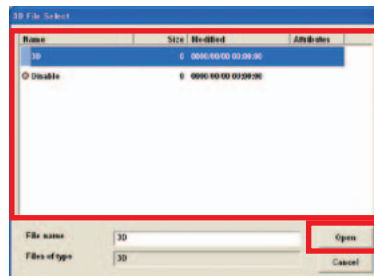 3D File Select
Name Size Modified Attributes
3D 0 0000/00/00 00:00:00
Disable 0 0000/00/00 00:00:00
File name 3D Open
Files of type 3D Cancel